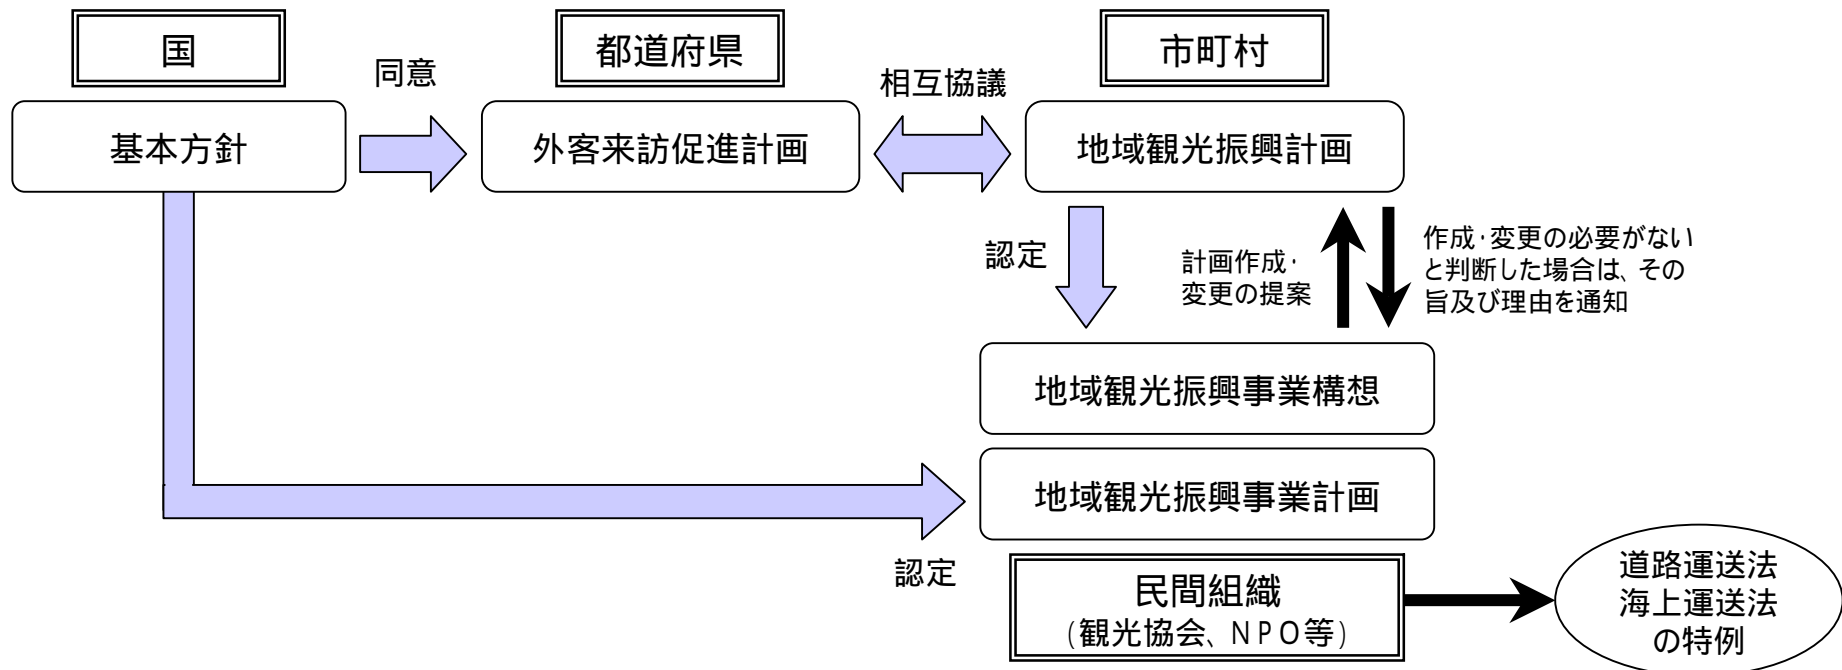 国
都道府県
市町村
同意
相互協議
基本方針
外客来訪促進計画
地域観光振興計画
認定
計画作成・
変更の提案
作成・変更の必要がない
と判断した場合は、その
旨及び理由を通知
地域観光振興事業構想
地域観光振興事業計画
認定
民間組織
(観光協会、NPO等)
道路運送法
海上運送法
の特例